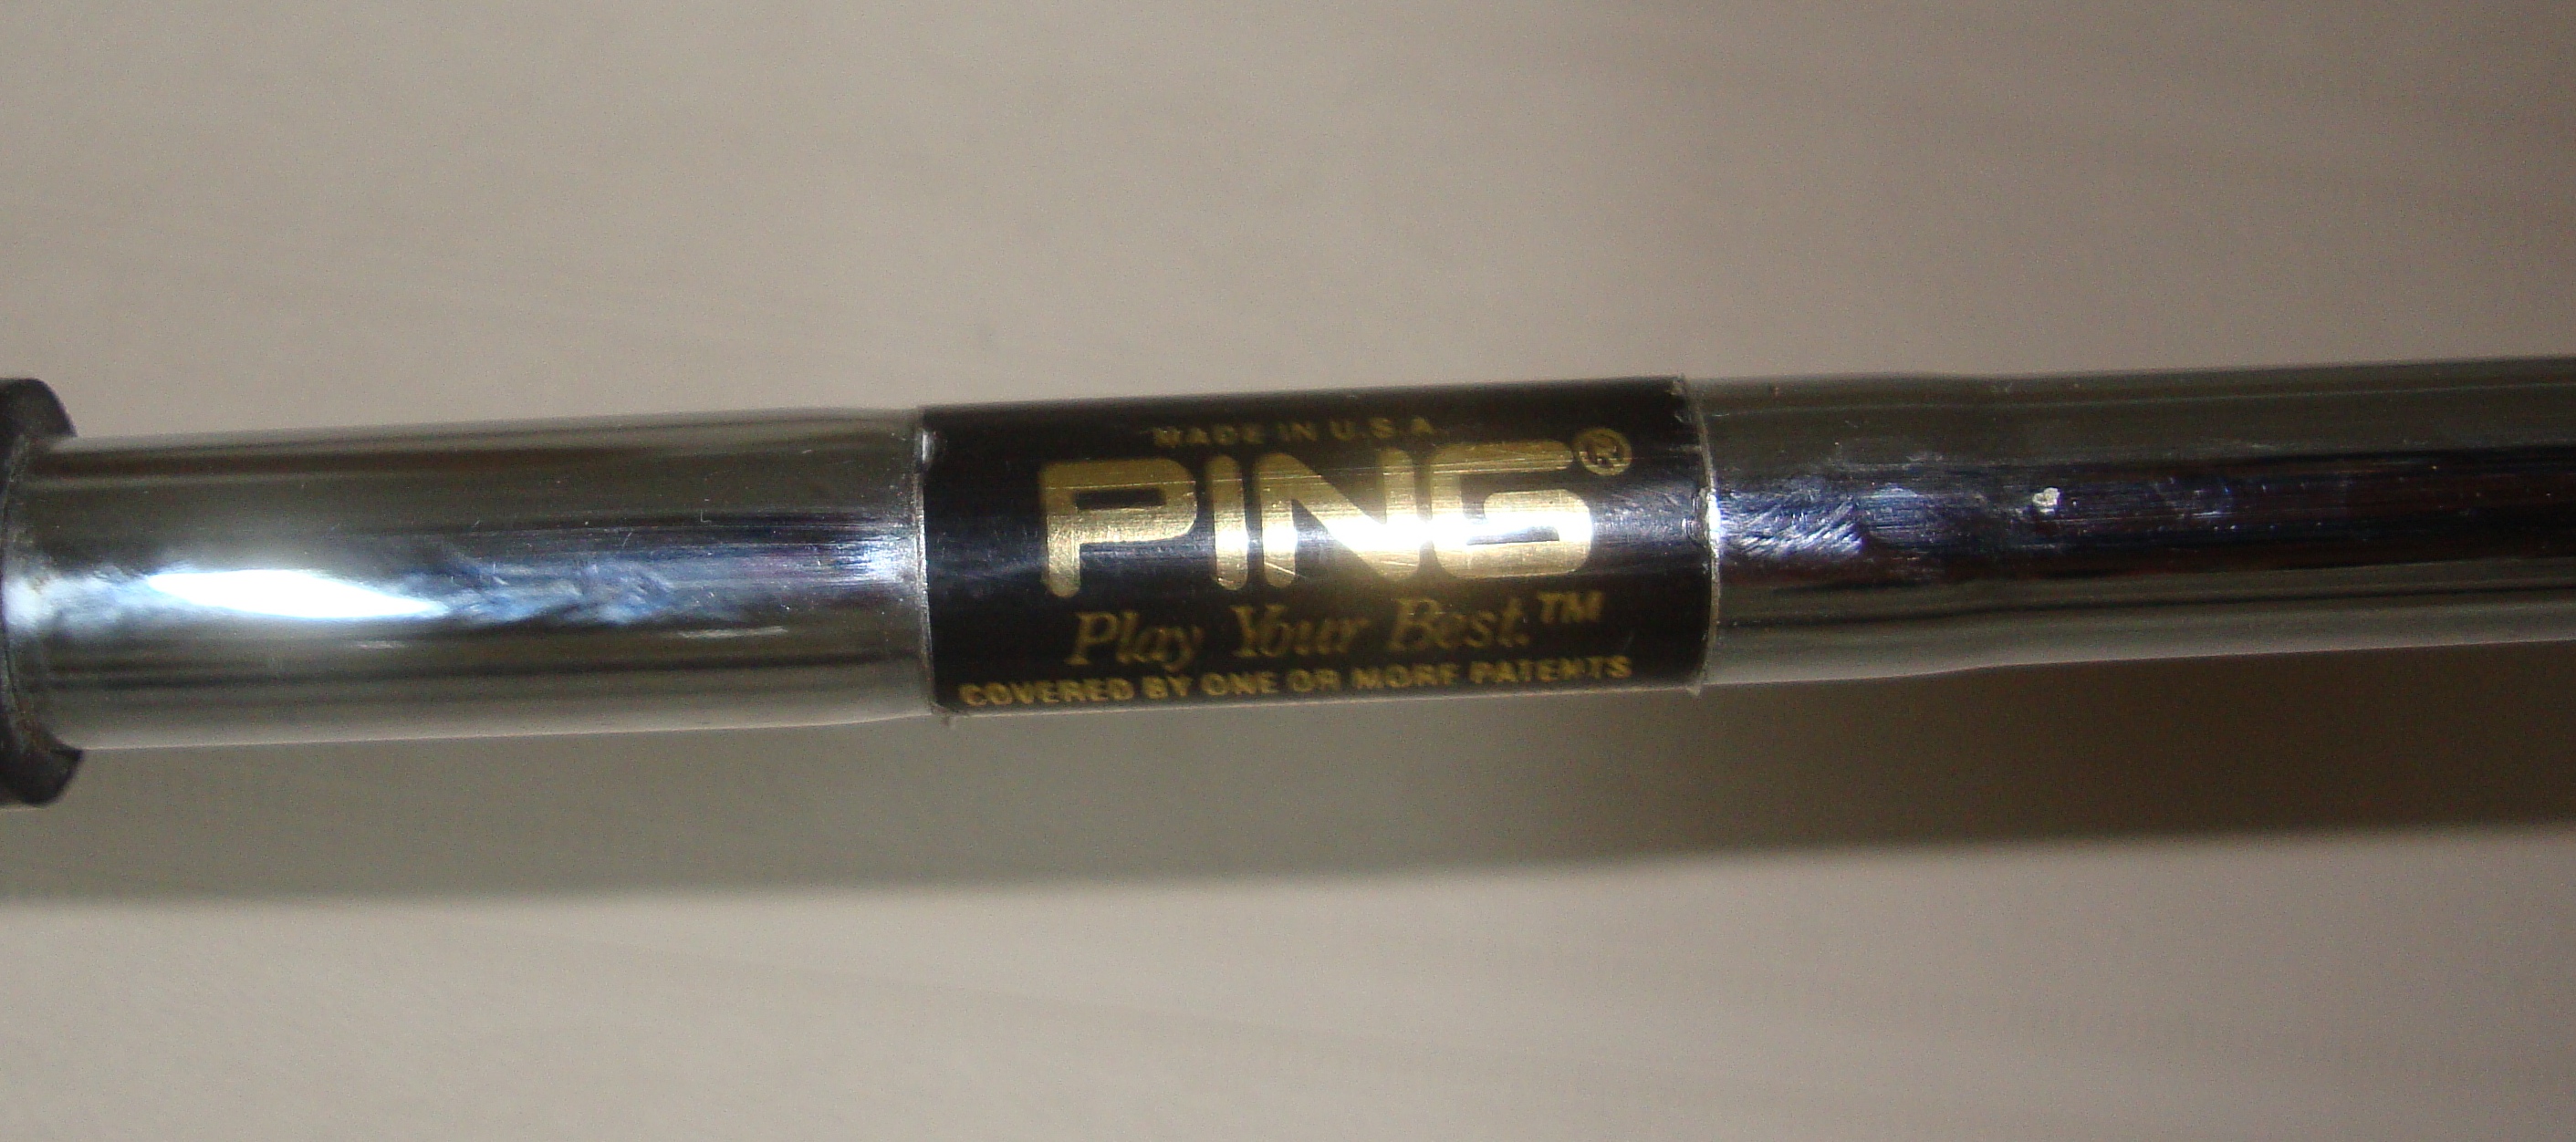 MADE IN U.S.A.
PING®
Play Your Best.™
COVERED BY ONE OR MORE PATENTS